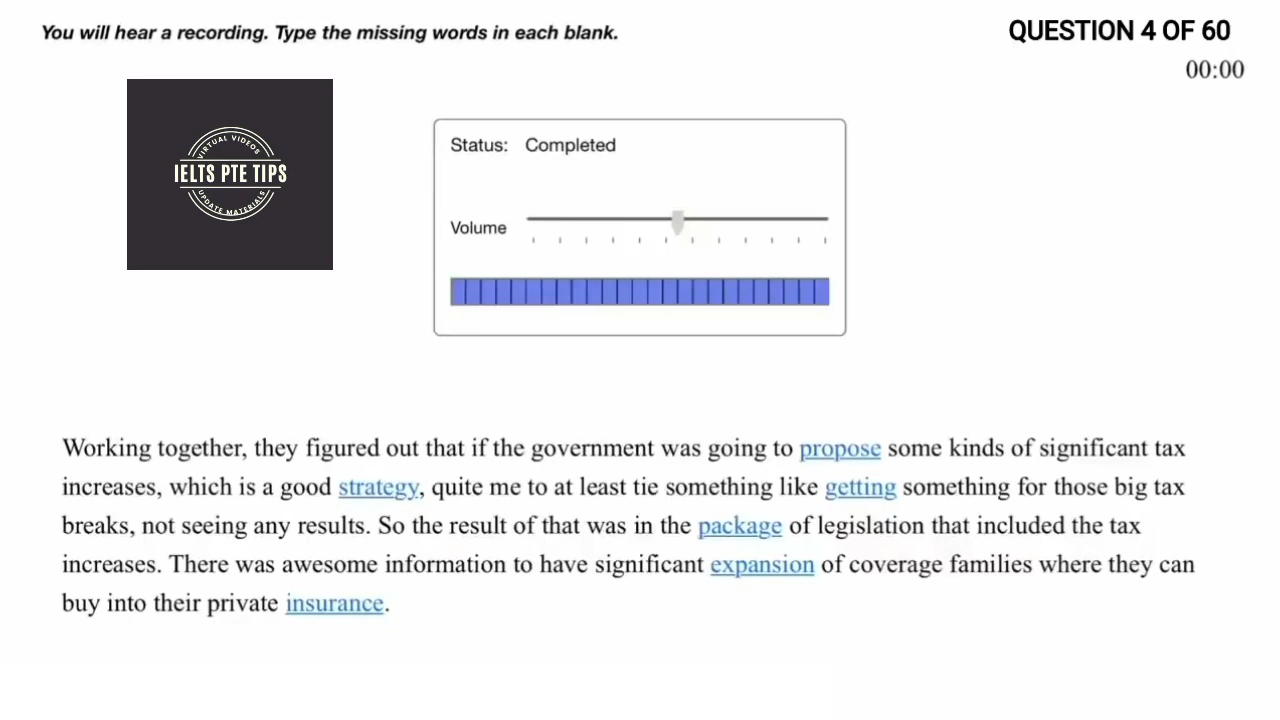 You will hear a recording. Type the missing words in each blank.
QUESTION 4 OF 60
00:00
VIRTUAL VIDEOS
IELTS PTE TIPS
UPDATE MATERIALS
Status: Completed
Volume
Working together, they figured out that if the government was going to propose some kinds of significant tax
increases, which is a good strategy, quite me to at least tie something like getting something for those big tax
breaks, not seeing any results. So the result of that was in the package of legislation that included the tax
increases. There was awesome information to have significant expansion of coverage families where they can
buy into their private insurance.